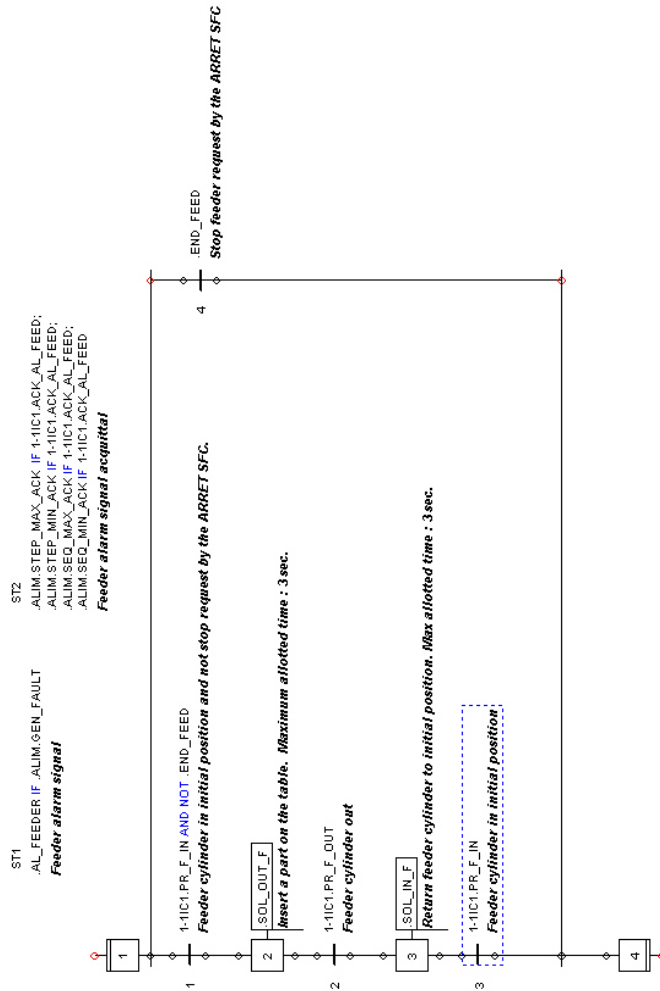 ST1
.AL_FEEDER IF .ALIM.GEN_FAULT
Feeder alarm signal
ST2
.ALIM.STEP_MAX_ACK IF 1-1IC1.ACK_AL_FEED;
.ALIM.STEP_MIN_ACK IF 1-1IC1.ACK_AL_FEED;
.ALIM.SEQ_MAX_ACK IF 1-1IC1.ACK_AL_FEED;
.ALIM.SEQ_MIN_ACK IF 1-1IC1.ACK_AL_FEED
Feeder alarm signal acquittal
1
1
1-1IC1.PR_F_IN AND NOT .END_FEED
Feeder cylinder in initial position and not stop request by the ARRET SFC.
4
.END_FEED
Stop feeder request by the ARRET SFC
2
.SOL_OUT_F
Insert a part on the table. Maximum allotted time : 3 sec.
2
1-1IC1.PR_F_OUT
Feeder cylinder out
3
.SOL_IN_F
Return feeder cylinder to initial position. Max allotted time : 3 sec.
3
1-1IC1.PR_F_IN
Feeder cylinder in initial position
4